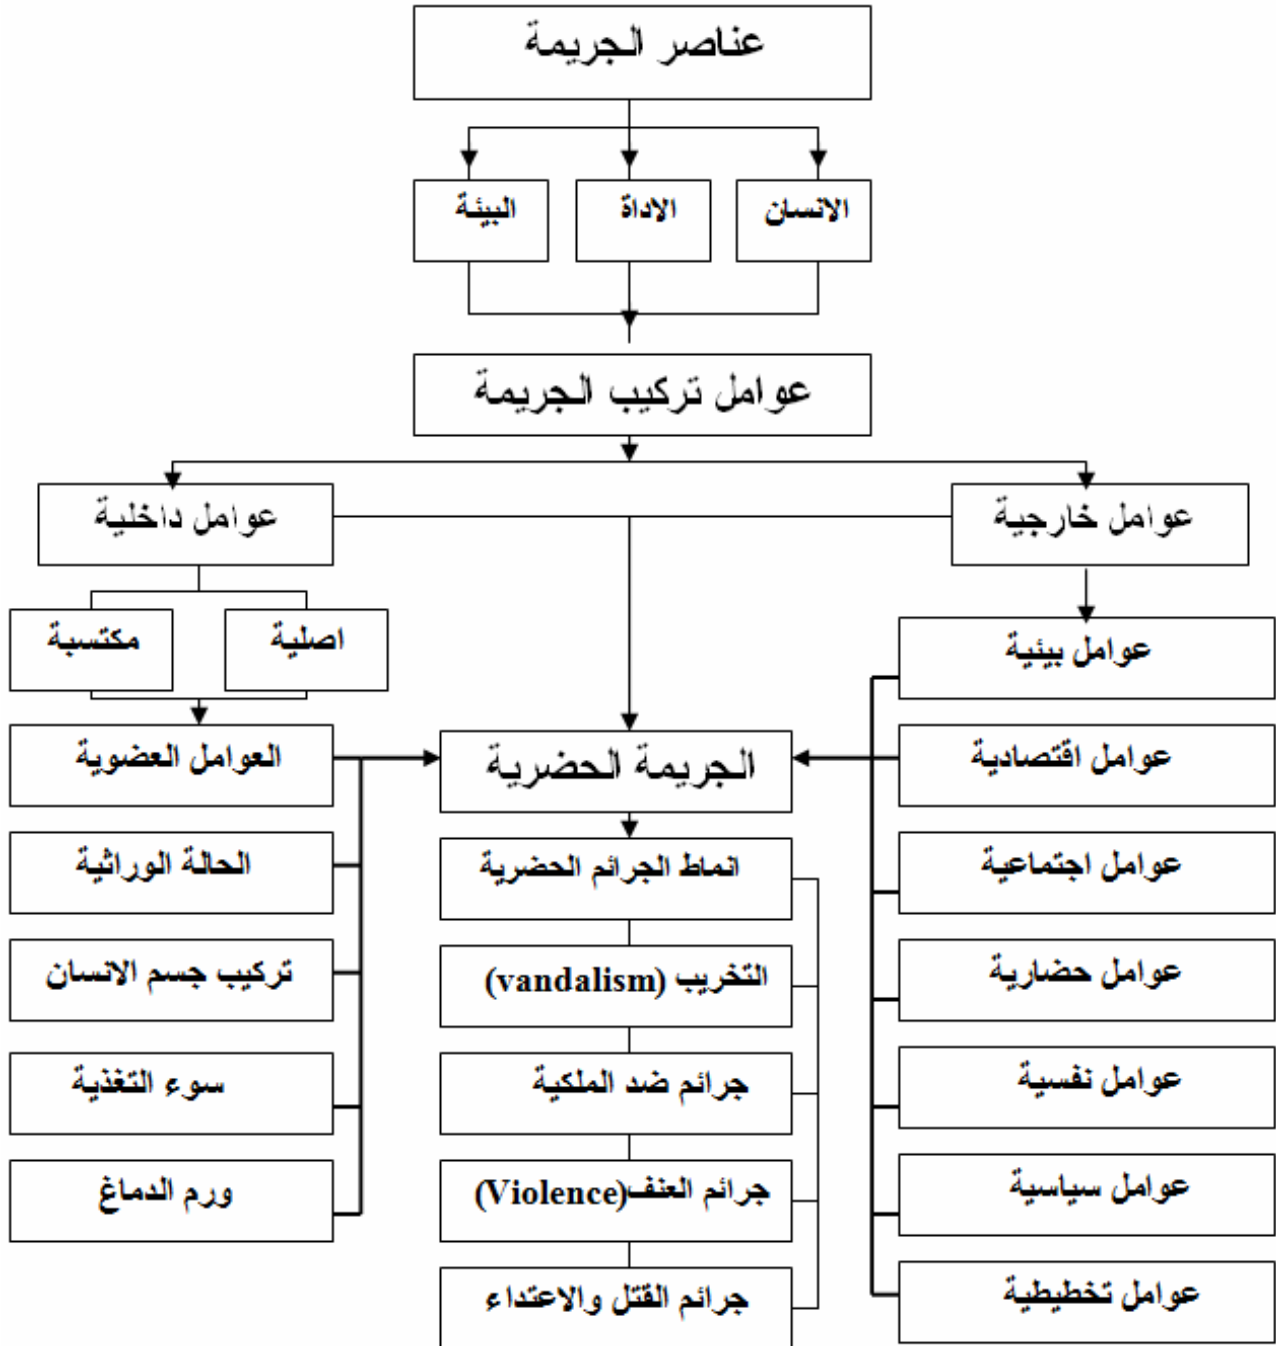 عناصر الجريمة
الانسان
الاداة
البيئة
عوامل تركيب الجريمة
عوامل خارجية
عوامل داخلية
اصلية
مكتسبة
عوامل بيئية
عوامل اقتصادية
عوامل اجتماعية
عوامل حضارية
عوامل نفسية
عوامل سياسية
عوامل تخطيطية
الجريمة الحضرية
انماط الجرائم الحضرية
التخريب (vandalism)
جرائم ضد الملكية
جرائم العنف(Violence)
جرائم القتل والاعتداء
العوامل العضوية
الحالة الوراثية
تركيب جسم الانسان
سوء التغذية
ورم الدماغ